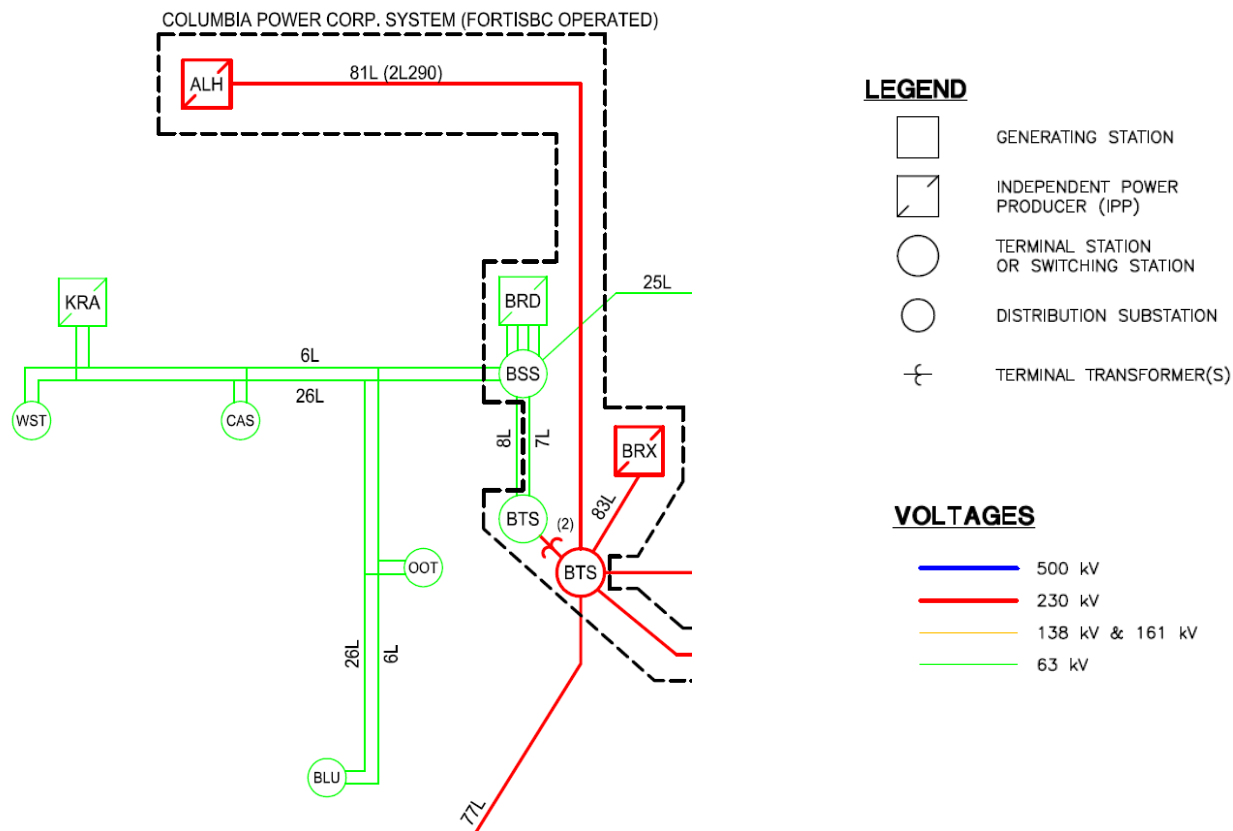 COLUMBIA POWER CORP. SYSTEM (FORTISBC OPERATED)
ALH
81L (2L290)
KRA
BRD
25L
6L
BSS
26L
WST
CAS
8L
7L
BRX
83L
BTS
(2)
BTS
OOT
26L
6L
BLU
77L
LEGEND
GENERATING STATION
INDEPENDENT POWER
PRODUCER (IPP)
TERMINAL STATION
OR SWITCHING STATION
DISTRIBUTION SUBSTATION
TERMINAL TRANSFORMER(S)
VOLTAGES
500 kV
230 kV
138 kV & 161 kV
63 kV